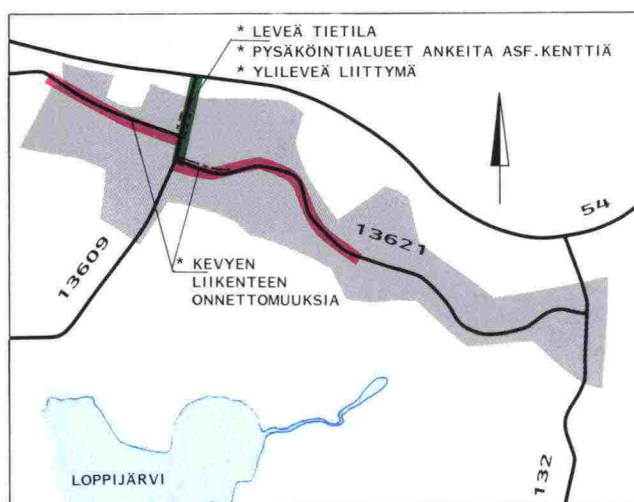 * LEVEÄ TIETILA
* PYSÄKÖINTIALUEET ANKEITA ASF.KENTTIÄ
* YLILEVEÄ LIITTYMÄ
54
13621
13609
* KEVYEN
LIIKENTEEN
ONNETTOMUUKSIA
LOPPIJÄRVI
132